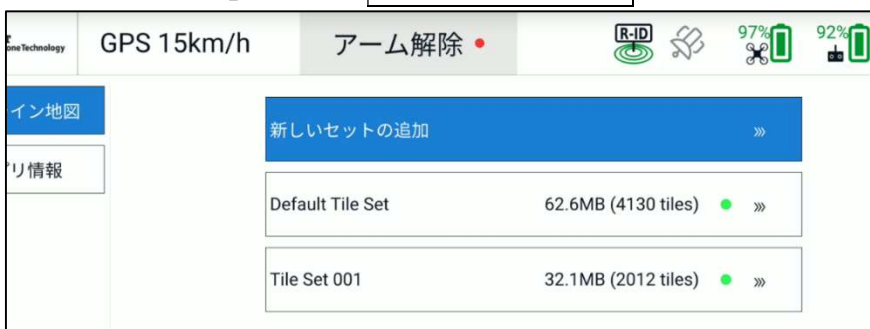 one Technology
GPS 15km/h
アーム解除
R-ID
97%
92%
イン地図
リ情報
新しいセットの追加 »
Default Tile Set 62.6MB (4130 tiles) »
Tile Set 001 32.1MB (2012 tiles) »